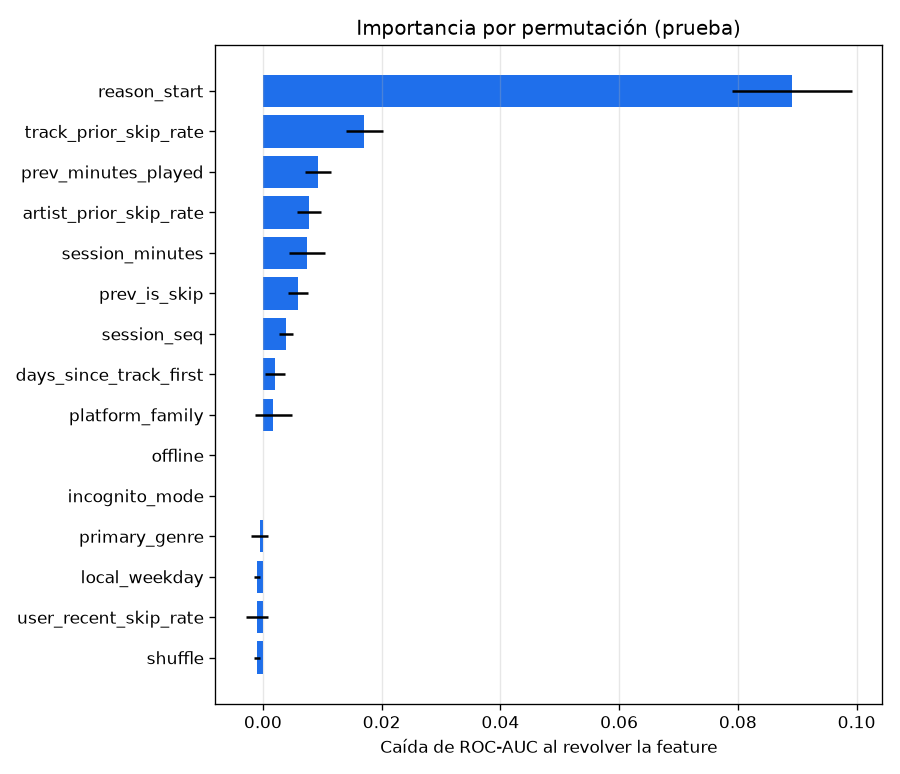 Importancia por permutación (prueba)
reason_start
track_prior_skip_rate
prev_minutes_played
artist_prior_skip_rate
session_minutes
prev_is_skip
session_seq
days_since_track_first
platform_family
offline
incognito_mode
primary_genre
local_weekday
user_recent_skip_rate
shuffle
0.00 0.02 0.04 0.06 0.08 0.10
Caída de ROC-AUC al revolver la feature